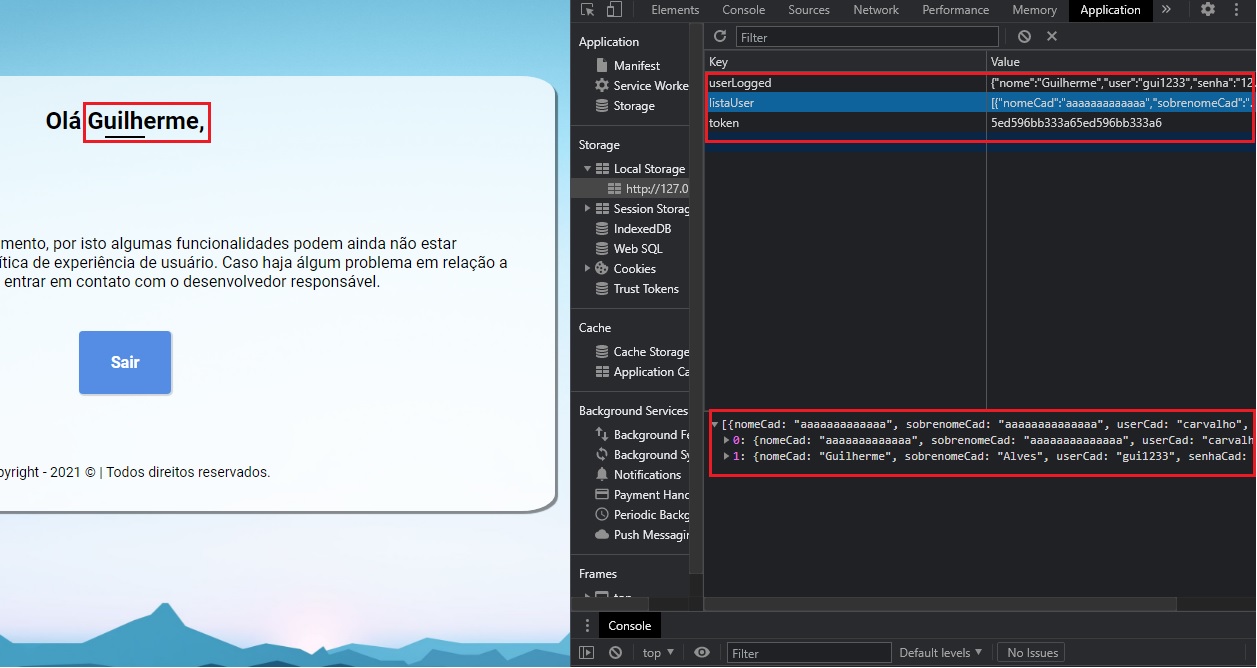 Olá Guilherme,
mento, por isto algumas funcionalidades podem ainda não estar
ítica de experiência de usuário. Caso haja álgum problema em relação a
entrar em contato com o desenvolvedor responsável.
Sair
pyright - 2021 © | Todos direitos reservados.
Elements Console Sources Network Performance Memory Application »
Application
Manifest
Service Worke
Storage
Storage
Local Storage
http://127.0
Session Storag
IndexedDB
Web SQL
Cookies
Trust Tokens
Cache
Cache Storage
Application Ca
Background Services
Background Fe
Background Sy
Notifications
Payment Hand
Periodic Backg
Push Messagin
Frames
top
Filter
Key Value
userLogged {"nome":"Guilherme","user":"gui1233","senha":"12
listaUser [{"nomeCad":"aaaaaaaaaaaaa","sobrenomeCad":"
token 5ed596bb333a65ed596bb333a6
[{nomeCad: "aaaaaaaaaaaaa", sobrenomeCad: "aaaaaaaaaaaaaa", userCad: "carvalho",
0: {nomeCad: "aaaaaaaaaaaaa", sobrenomeCad: "aaaaaaaaaaaaaa", userCad: "carvalh
1: {nomeCad: "Guilherme", sobrenomeCad: "Alves", userCad: "gui1233", senhaCad:
Console
top Filter Default levels No Issues